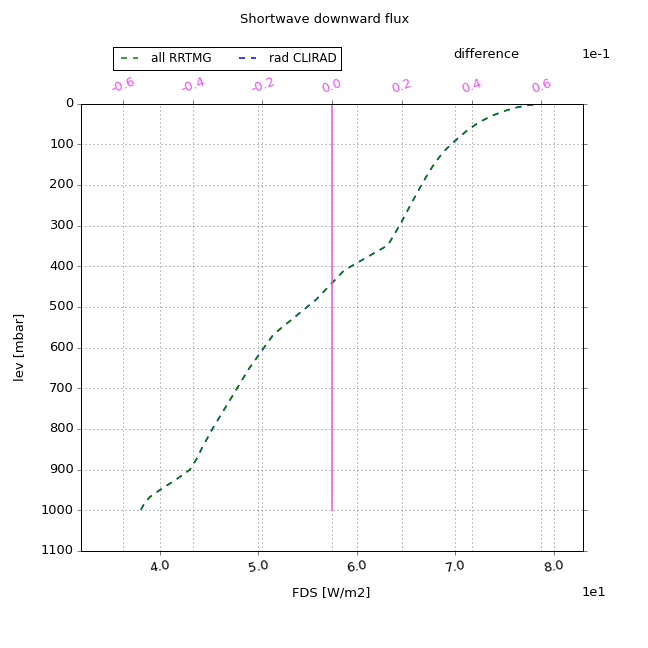 Shortwave downward flux
all RRTMG rad CLIRAD difference 1e-1
-0.6 -0.4 -0.2 0.0 0.2 0.4 0.6
0
100
200
300
400
500
600
700
800
900
1000
1100
lev [mbar]
4.0 5.0 6.0 7.0 8.0
FDS [W/m2] 1e1